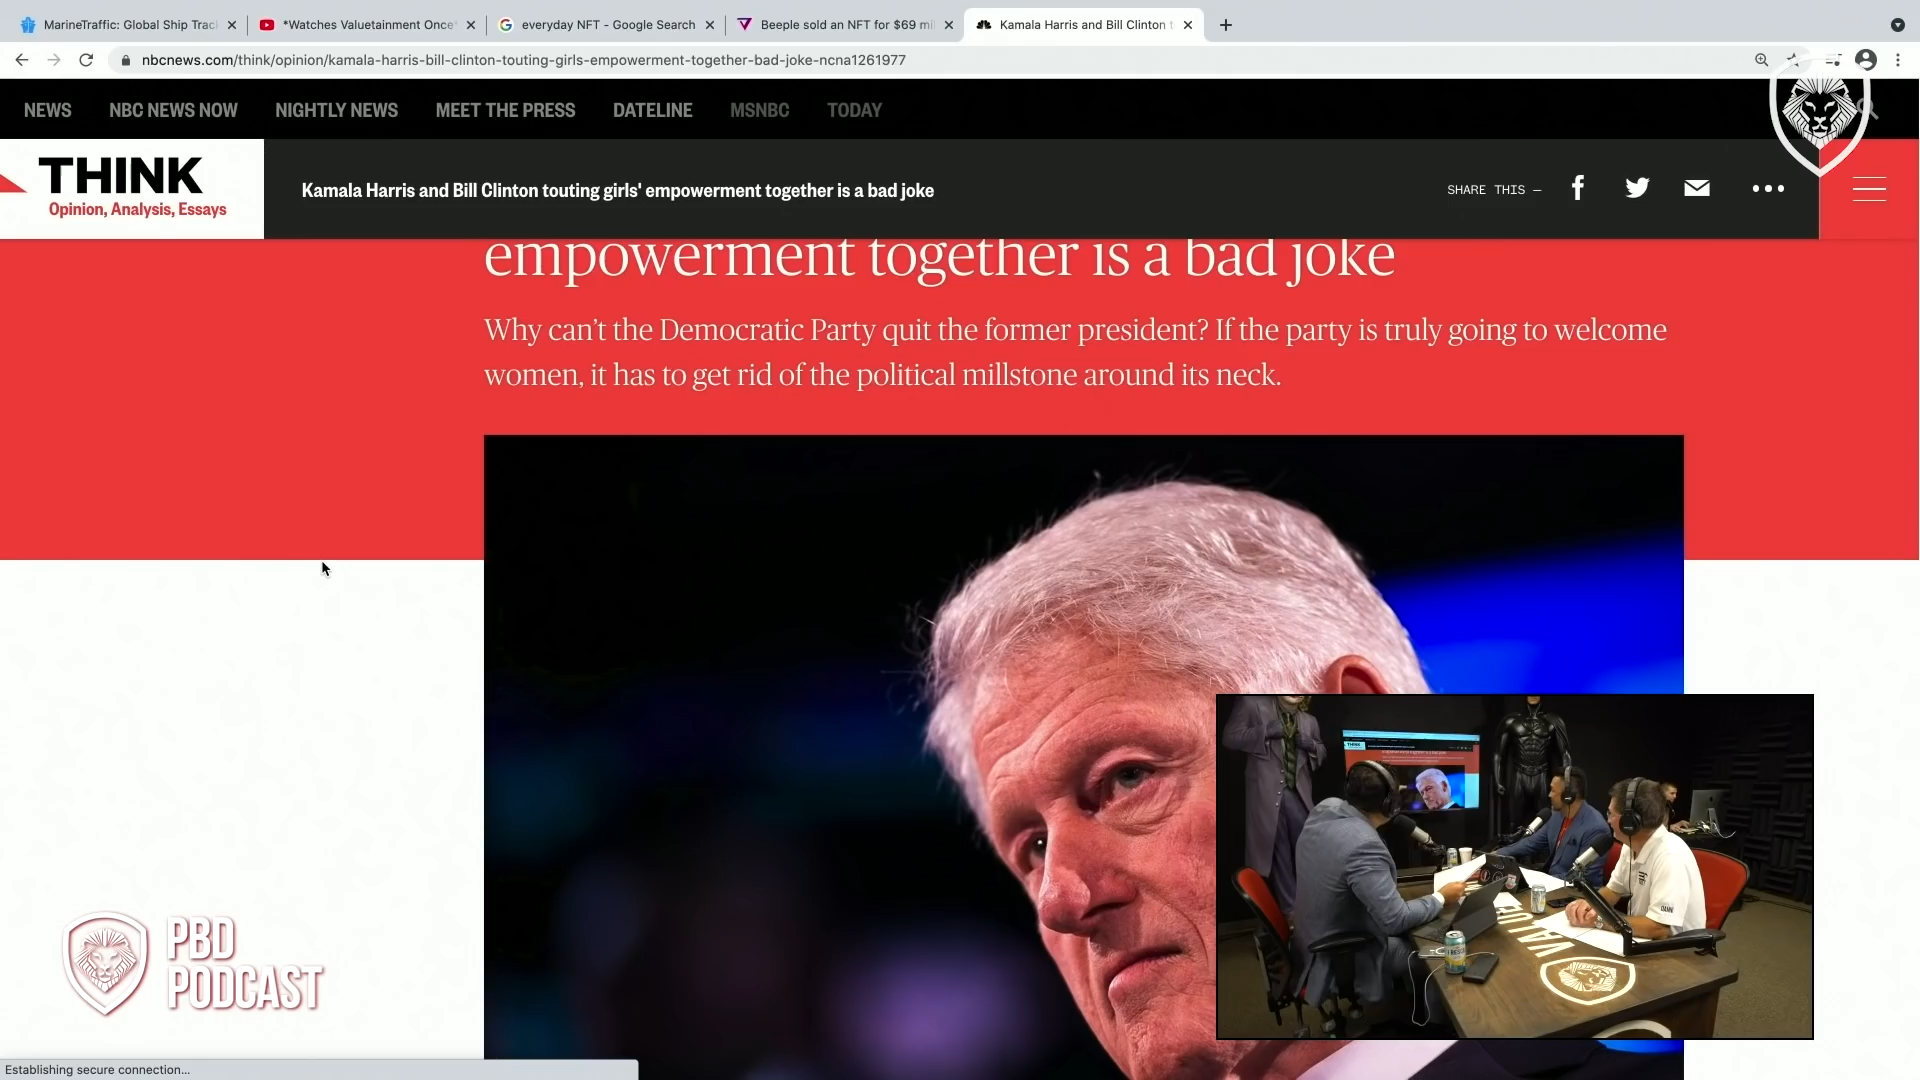 MarineTraffic: Global Ship Trac
*Watches Valuetainment Once*
everyday NFT - Google Search
Beeple sold an NFT for $69 mil
Kamala Harris and Bill Clinton t
nbcnews.com/think/opinion/kamala-harris-bill-clinton-touting-girls-empowerment-together-bad-joke-ncna1261977
NEWS
NBC NEWS NOW
NIGHTLY NEWS
MEET THE PRESS
DATELINE
MSNBC
TODAY
THINK
Opinion, Analysis, Essays
Kamala Harris and Bill Clinton touting girls' empowerment together is a bad joke
SHARE THIS —
empowerment together is a bad joke
Why can’t the Democratic Party quit the former president? If the party is truly going to welcome
women, it has to get rid of the political millstone around its neck.
THINK
PBD
PODCAST
Establishing secure connection...